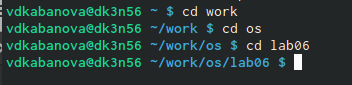 vdkabanova@dk3n56 ~ $ cd work
vdkabanova@dk3n56 ~/work $ cd os
vdkabanova@dk3n56 ~/work/os $ cd lab06
vdkabanova@dk3n56 ~/work/os/lab06 $